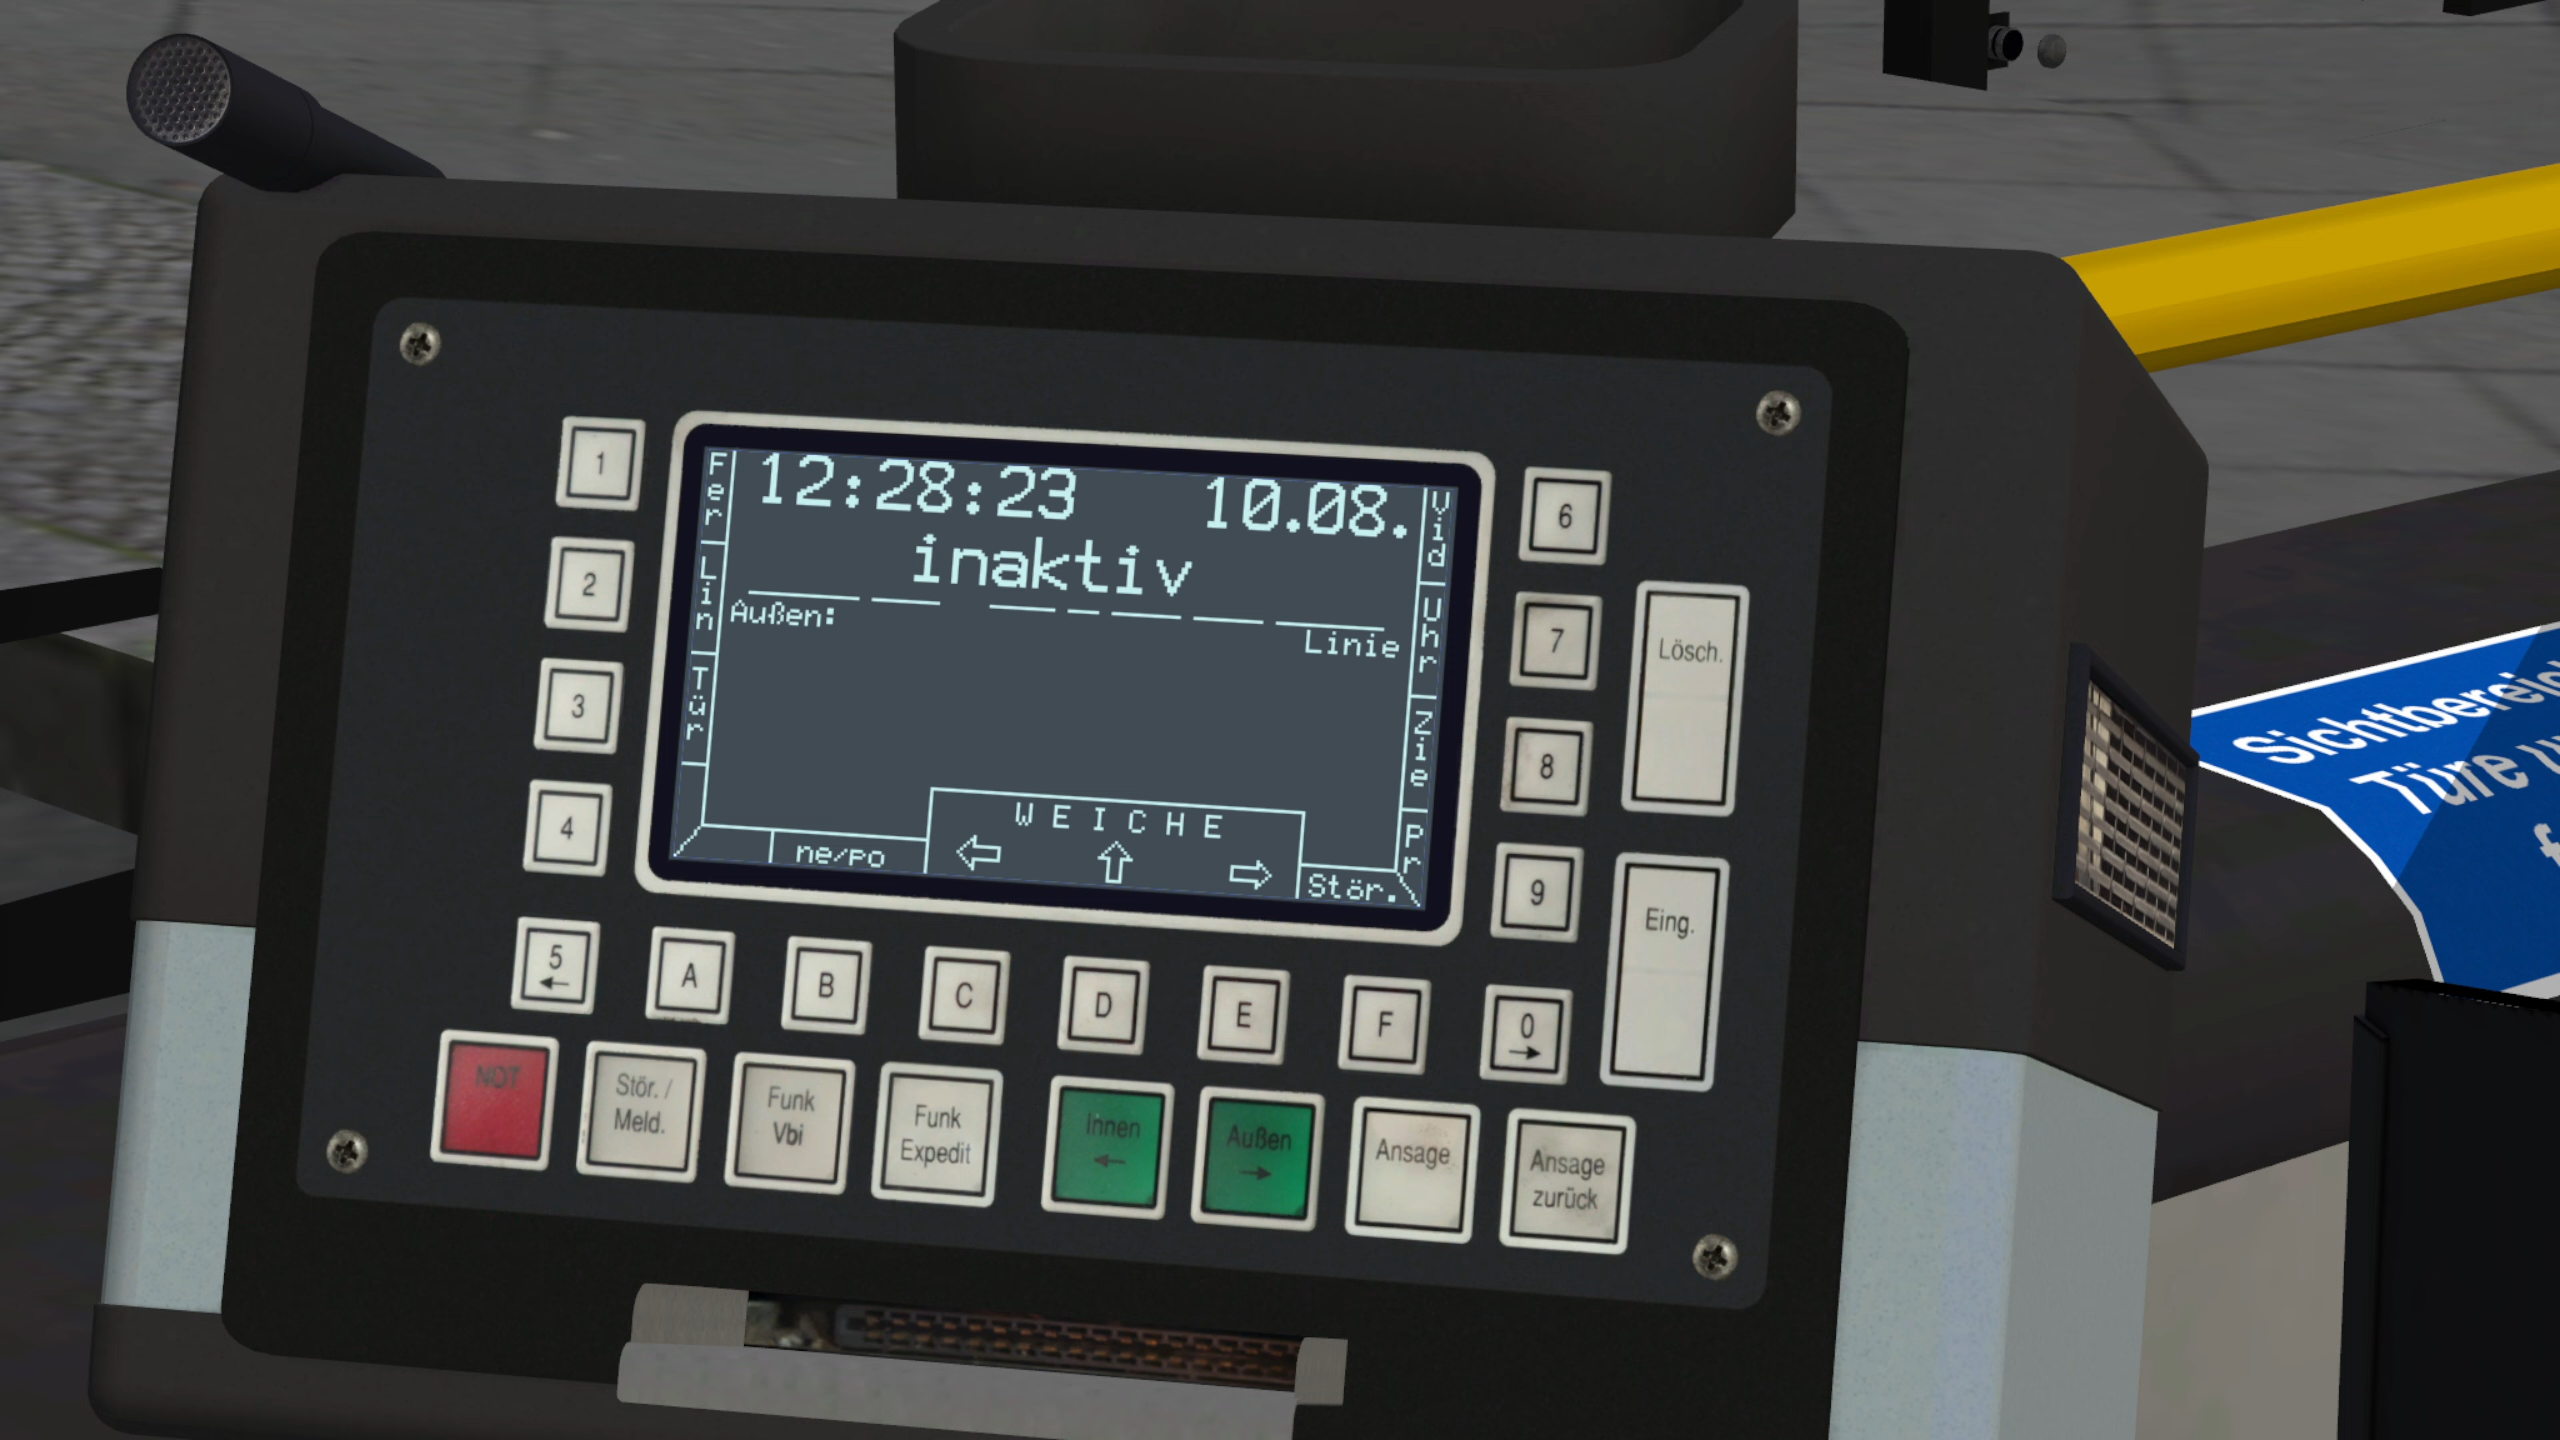 12:28:23 10.08.
inaktiv
Außen:
Linie
Fer
Lin
Tür
Vid
Uhr
Zie
Pr
WEICHE
ne/po
Stör.
1
2
3
4
5
6
7
8
9
0
A
B
C
D
E
F
Lösch.
Eing.
NOT
Stör. /
Meld.
Funk
Vbi
Funk
Expedit
Innen
Außen
Ansage
Ansage
zurück
Türe